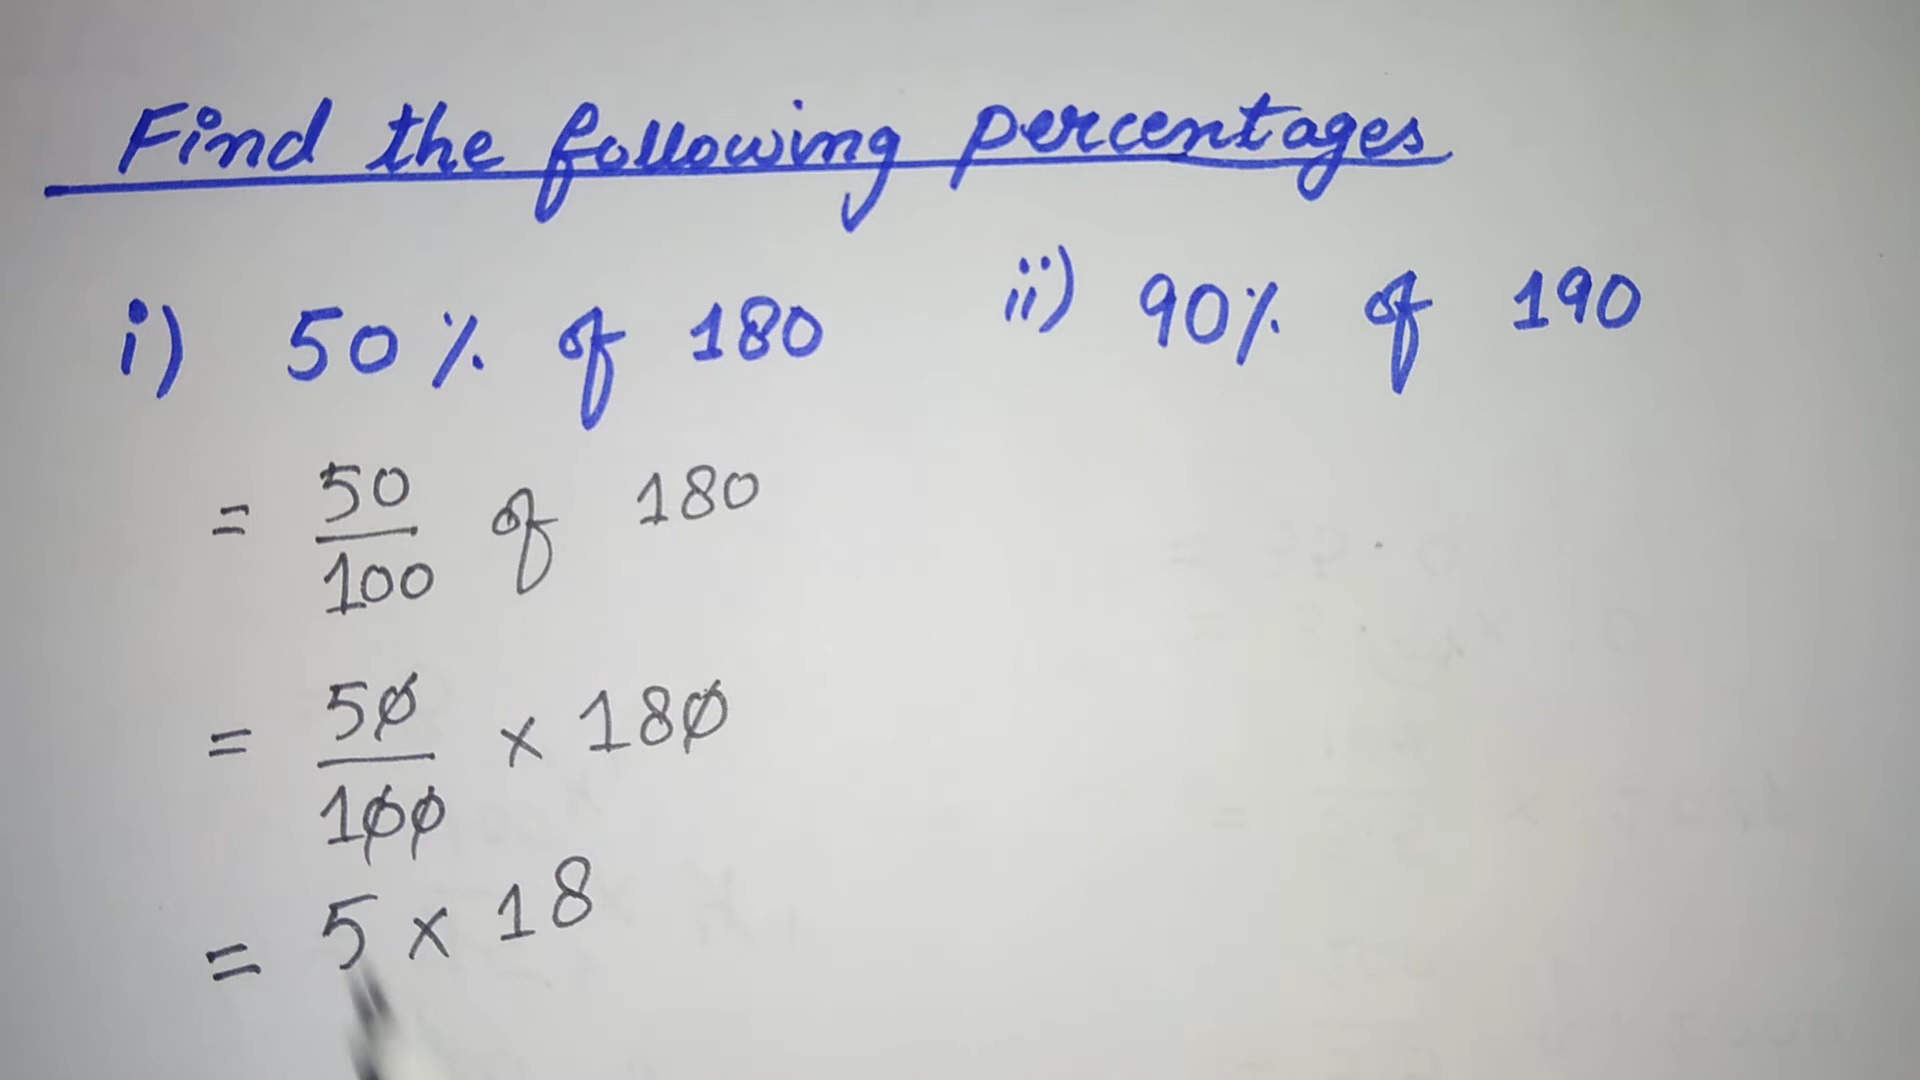 Find the following percentages
i) 50% of 180
ii) 90% of 190
= 50/100 of 180
= 50/100 × 180
= 5 × 18